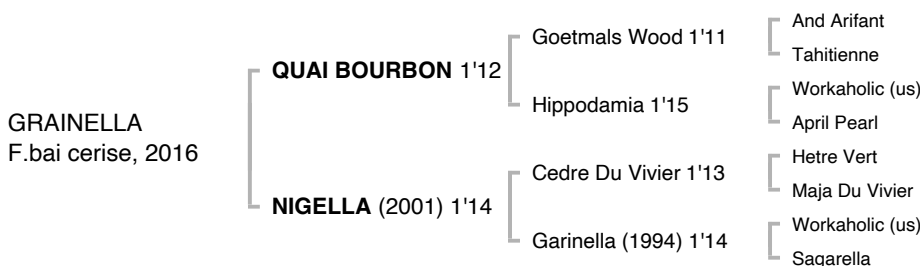 GRAINELLA
F.bai cerise, 2016
QUAI BOURBON 1'12
NIGELLA (2001) 1'14
Goetmals Wood 1'11
Hippodamia 1'15
Cedre Du Vivier 1'13
Garinella (1994) 1'14
And Arifant
Tahitienne
Workaholic (us)
April Pearl
Hetre Vert
Maja Du Vivier
Workaholic (us)
Sagarella